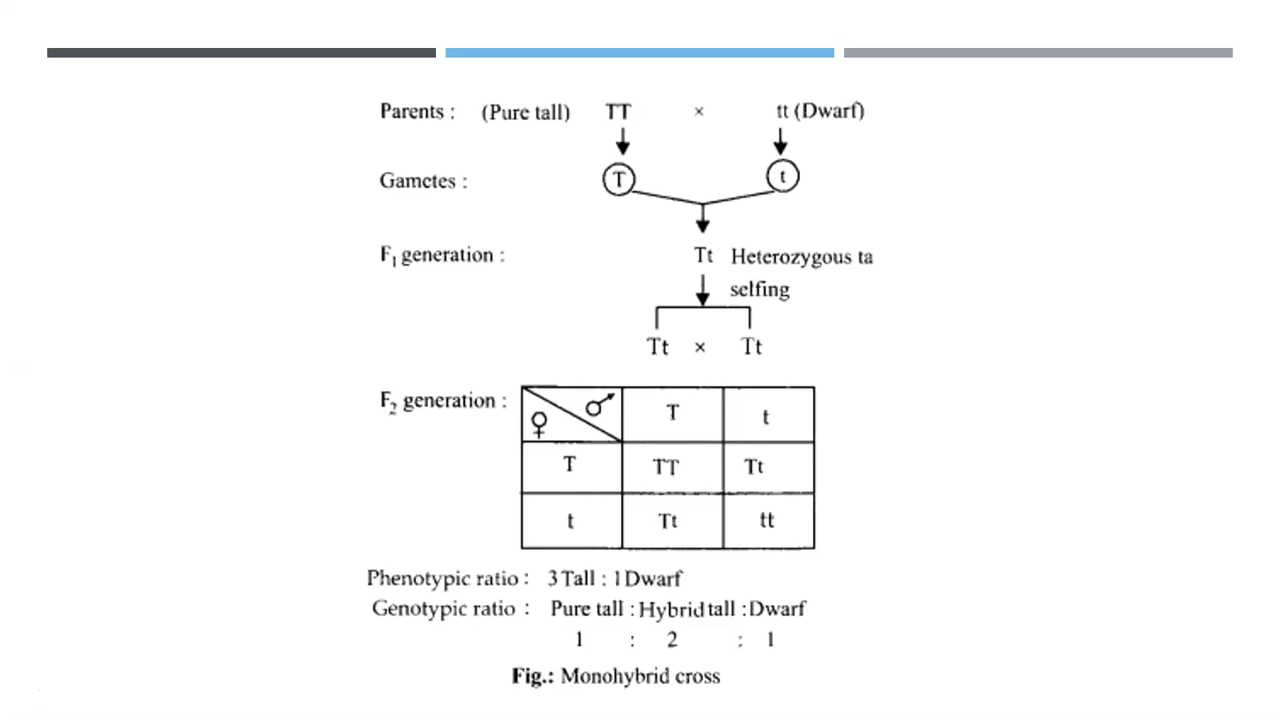 Parents : (Pure tall) TT × tt (Dwarf)
Gametes : T t
F1 generation : Tt Heterozygous ta
selfing
Tt × Tt
F2 generation : ♀ ♂ T t
T TT Tt
t Tt tt
Phenotypic ratio : 3 Tall : 1 Dwarf
Genotypic ratio : Pure tall : Hybrid tall : Dwarf
1 : 2 : 1
Fig.: Monohybrid cross